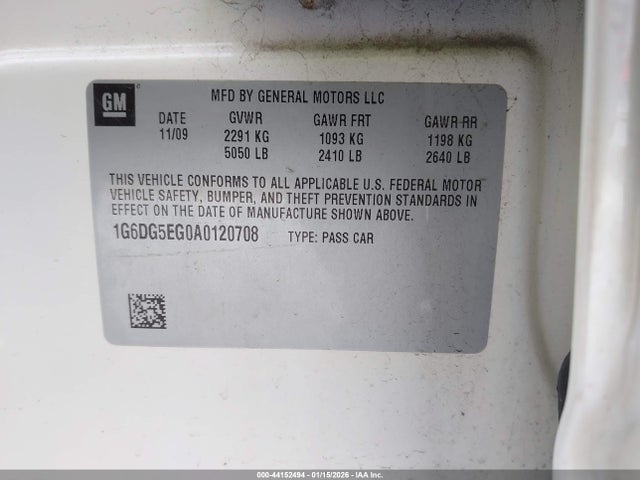 GM
MFD BY GENERAL MOTORS LLC
DATE GVWR GAWR FRT GAWR RR
11/09 2291 KG 1093 KG 1198 KG
5050 LB 2410 LB 2640 LB
THIS VEHICLE CONFORMS TO ALL APPLICABLE U.S. FEDERAL MOTOR
VEHICLE SAFETY, BUMPER, AND THEFT PREVENTION STANDARDS IN
EFFECT ON THE DATE OF MANUFACTURE SHOWN ABOVE.
1G6DG5EG0A0120708 TYPE: PASS CAR
000-44152494 - 01/15/2026 - IAA Inc.